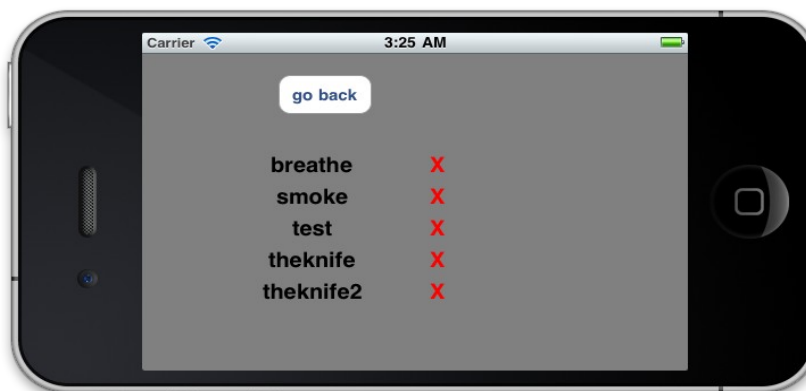 Carrier 3:25 AM
go back
breathe X
smoke X
test X
theknife X
theknife2 X